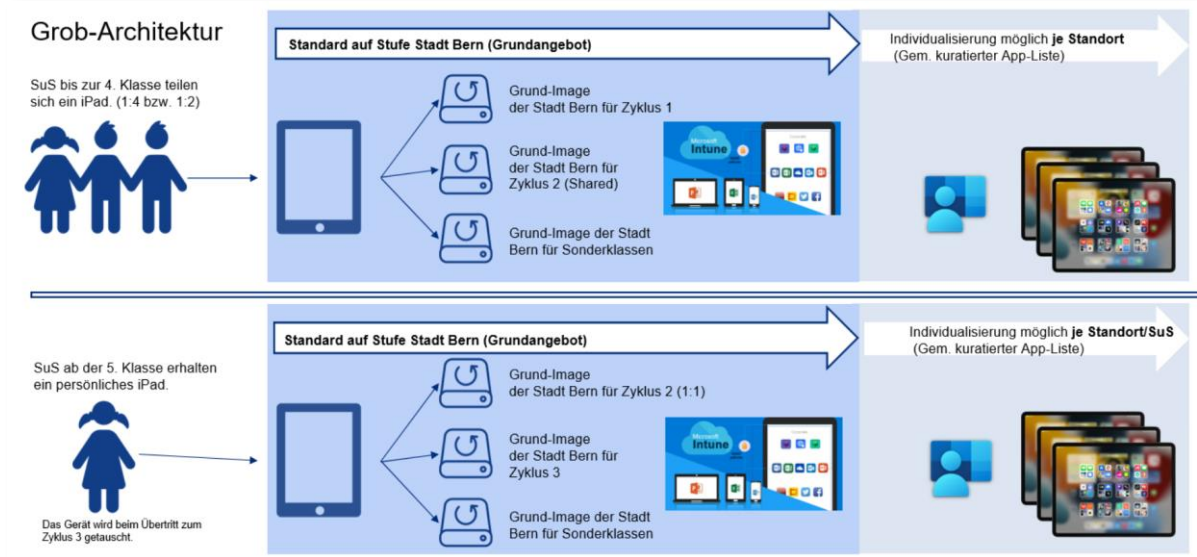 Grob-Architektur
SuS bis zur 4. Klasse teilen
sich ein iPad. (1:4 bzw. 1:2)
Standard auf Stufe Stadt Bern (Grundangebot)
Grund-Image
der Stadt Bern für Zyklus 1
Grund-Image
der Stadt Bern für
Zyklus 2 (Shared)
Grund-Image der Stadt
Bern für Sonderklassen
Microsoft
Intune
Individualisierung möglich je Standort
(Gem. kuratierter App-Liste)
SuS ab der 5. Klasse erhalten
ein persönliches iPad.
Das Gerät wird beim Übertritt zum
Zyklus 3 getauscht.
Standard auf Stufe Stadt Bern (Grundangebot)
Grund-Image
der Stadt Bern für Zyklus 2 (1:1)
Grund-Image
der Stadt Bern für
Zyklus 3
Grund-Image der Stadt
Bern für Sonderklassen
Microsoft
Intune
Individualisierung möglich je Standort/SuS
(Gem. kuratierter App-Liste)